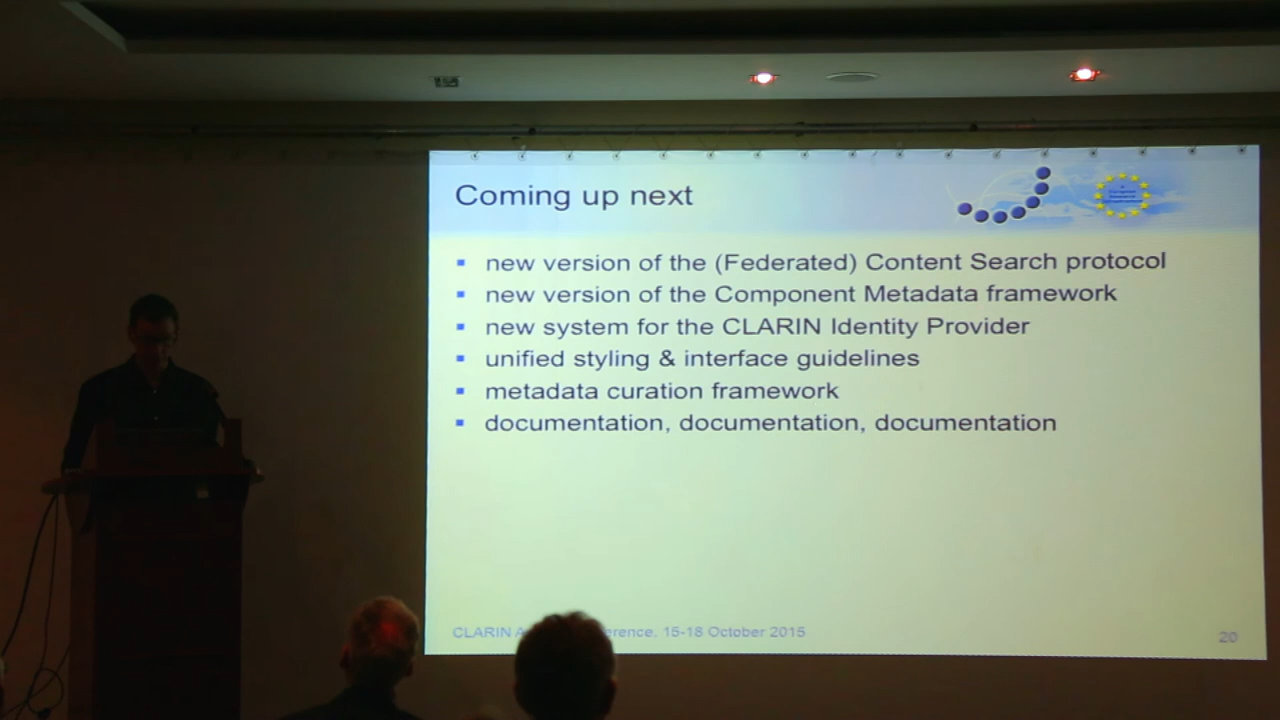 Coming up next
new version of the (Federated) Content Search protocol
new version of the Component Metadata framework
new system for the CLARIN Identity Provider
unified styling & interface guidelines
metadata curation framework
documentation, documentation, documentation
CLARIN A erence, 15-18 October 2015
20